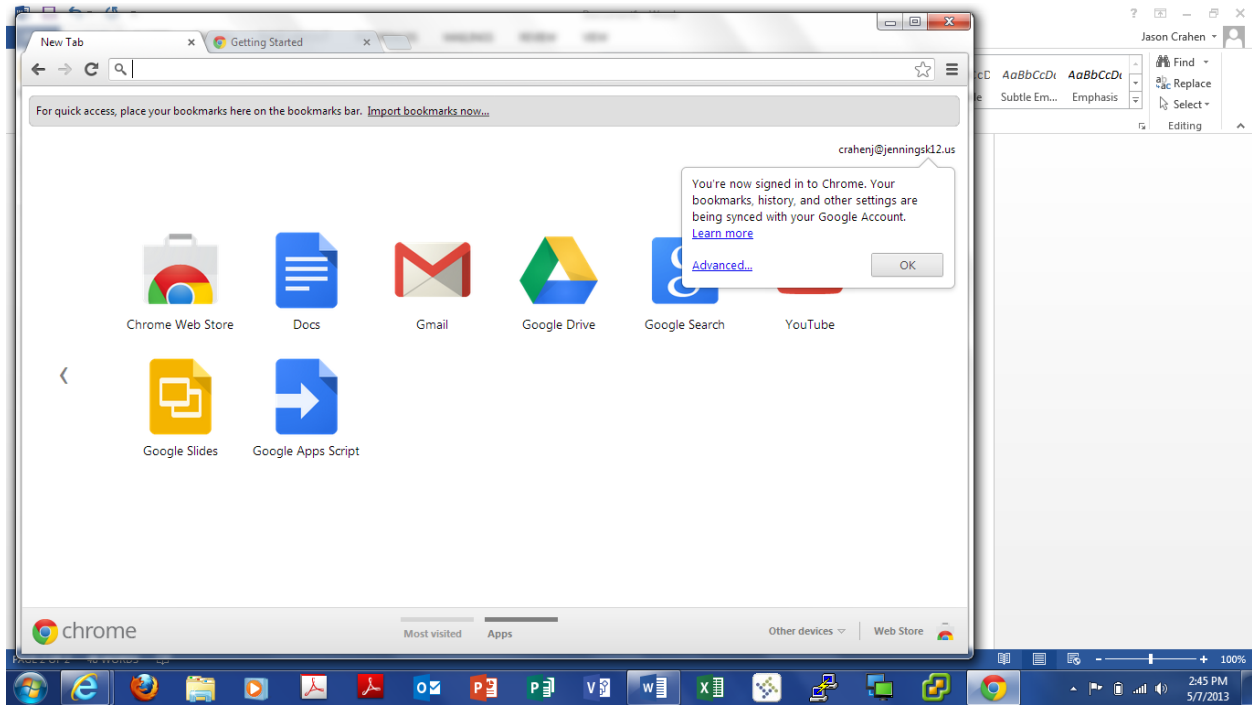 Jason Crahen
New Tab
Getting Started
For quick access, place your bookmarks here on the bookmarks bar. Import bookmarks now...
crahenj@jenningsk12.us
You're now signed in to Chrome. Your
bookmarks, history, and other settings are
being synced with your Google Account.
Learn more
Advanced...
OK
Chrome Web Store
Docs
Gmail
Google Drive
Google Search
YouTube
Google Slides
Google Apps Script
chrome
Most visited
Apps
Other devices
Web Store
AaBbCcDc
AaBbCcDc
Subtle Em...
Emphasis
Find
Replace
Select
Editing
100%
2:45 PM
5/7/2013